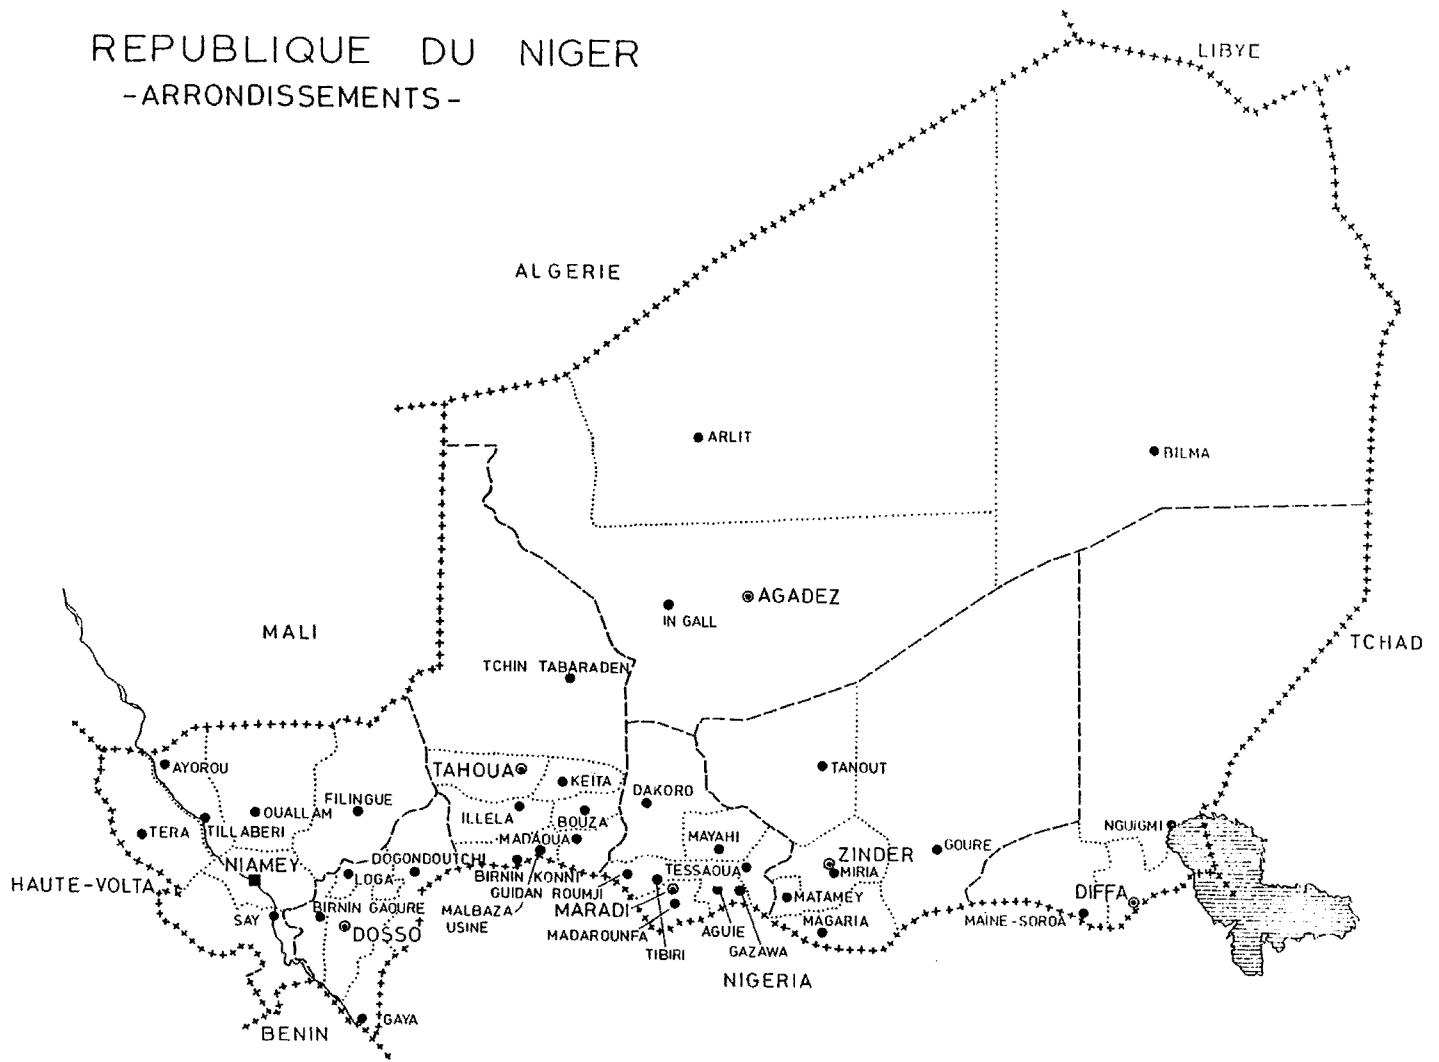 REPUBLIQUE DU NIGER
-ARRONDISSEMENTS-
LIBYE
ALGERIE
ARLIT
BILMA
AGADEZ
IN GALL
MALI
TCHAD
TCHIN TABARADEN
AYOROU
TAHOUA
KEÏTA
TANOUT
DAKORO
FILINGUE
OUALLAM
ILLELA
BOUZA
TERA
TILLABERI
MADAOUA
MAYAHI
NGUIGMI
GOURE
ZINDER
NIAMEY
DOGONDOUTCHI
LOGA
BIRNIN KONNI
TESSAOUA
MIRIA
HAUTE-VOLTA
GUIDAN ROUMJI
MATAMEY
DIFFA
BIRNIN GAOURE
MALBAZA
USINE
MARADI
SAY
MAGARIA
MAINE-SOROA
DOSSO
MADAROUNFA
AGUIE
TIBIRI
GAZAWA
NIGERIA
GAYA
BENIN